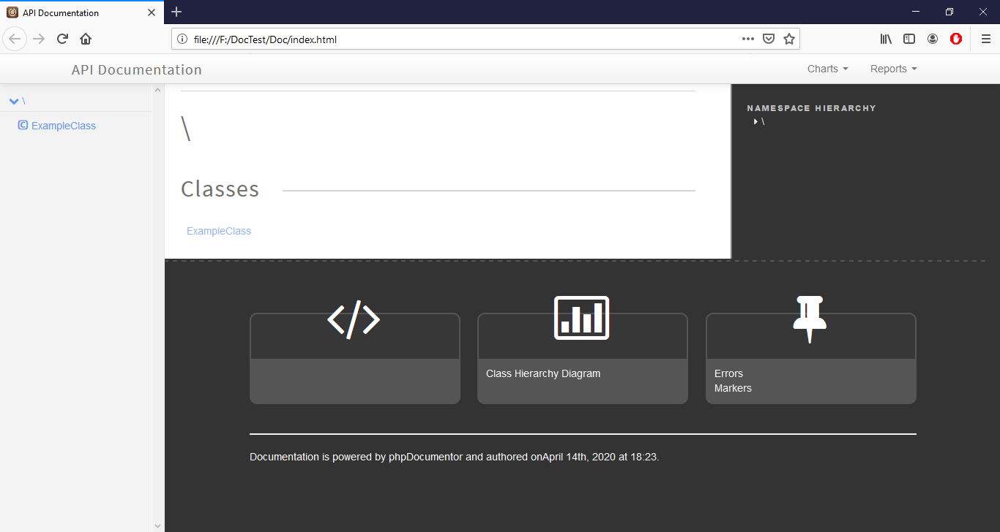 API Documentation
file:///F:/DocTest/Doc/index.html
API Documentation
Charts
Reports
\
ExampleClass
\
Classes
ExampleClass
NAMESPACE HIERARCHY
\
Class Hierarchy Diagram
Errors
Markers
Documentation is powered by phpDocumentor and authored onApril 14th, 2020 at 18:23.